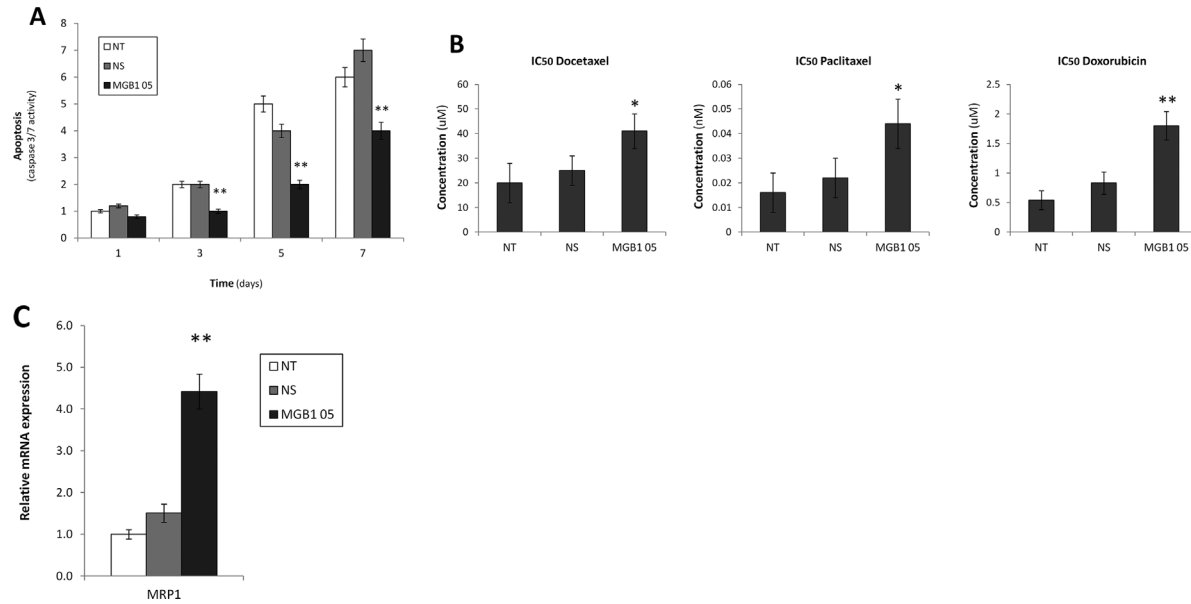 A
8
7
6
5
4
3
2
1
0
Apoptosis
(caspase 3/7 activity)
NT
NS
MGB1 05
**
**
**
1 3 5 7
Time (days)
B
IC50 Docetaxel
60
50
40
30
20
10
0
Concentration (uM)
*
NT NS MGB1 05
IC50 Paclitaxel
0.06
0.05
0.04
0.03
0.02
0.01
0
Concentration (nM)
*
NT NS MGB1 05
IC50 Doxorubicin
2.5
2
1.5
1
0.5
0
Concentration (uM)
**
NT NS MGB1 05
C
6.0
5.0
4.0
3.0
2.0
1.0
0.0
Relative mRNA expression
**
MRP1
NT
NS
MGB1 05